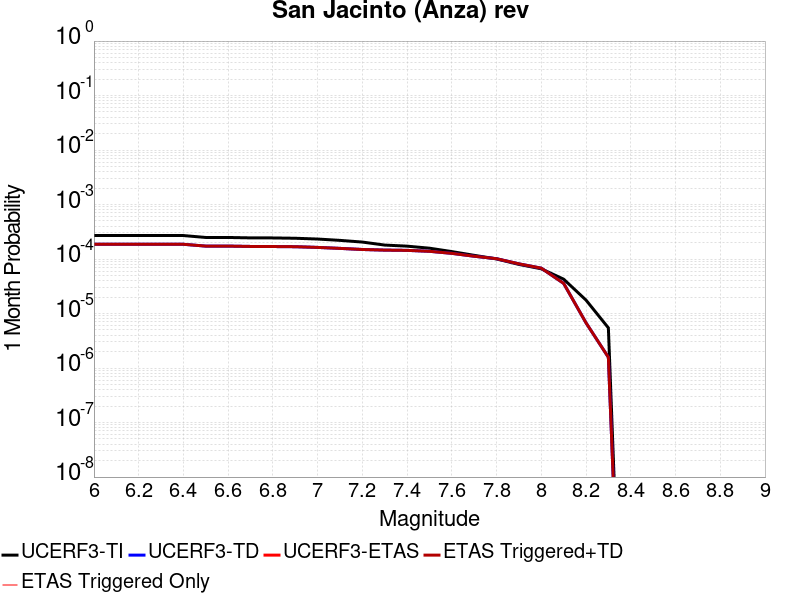 San Jacinto (Anza) rev
10^0
10^-1
10^-2
10^-3
10^-4
10^-5
10^-6
10^-7
10^-8
1 Month Probability
6 6.2 6.4 6.6 6.8 7 7.2 7.4 7.6 7.8 8 8.2 8.4 8.6 8.8 9
Magnitude
UCERF3-TI UCERF3-TD UCERF3-ETAS ETAS Triggered+TD
ETAS Triggered Only